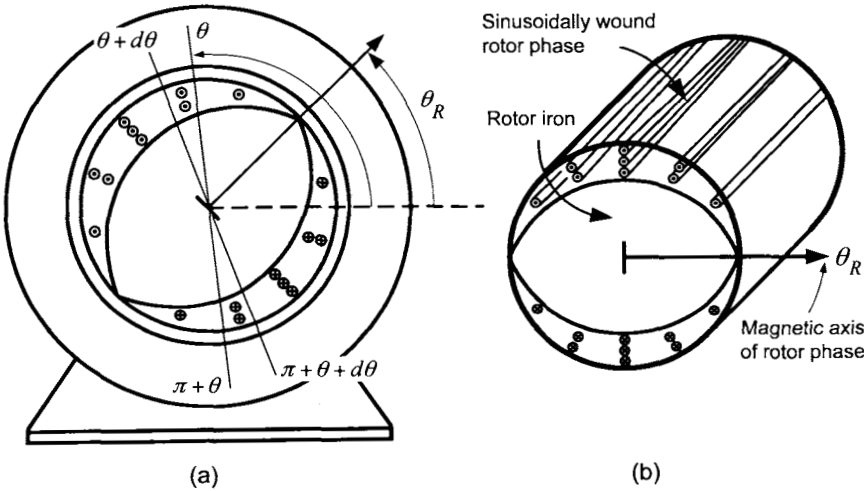 θ + dθ
θ
θ_R
π + θ
π + θ + dθ
(a)
Sinusoidally wound
rotor phase
Rotor iron
θ_R
Magnetic axis
of rotor phase
(b)